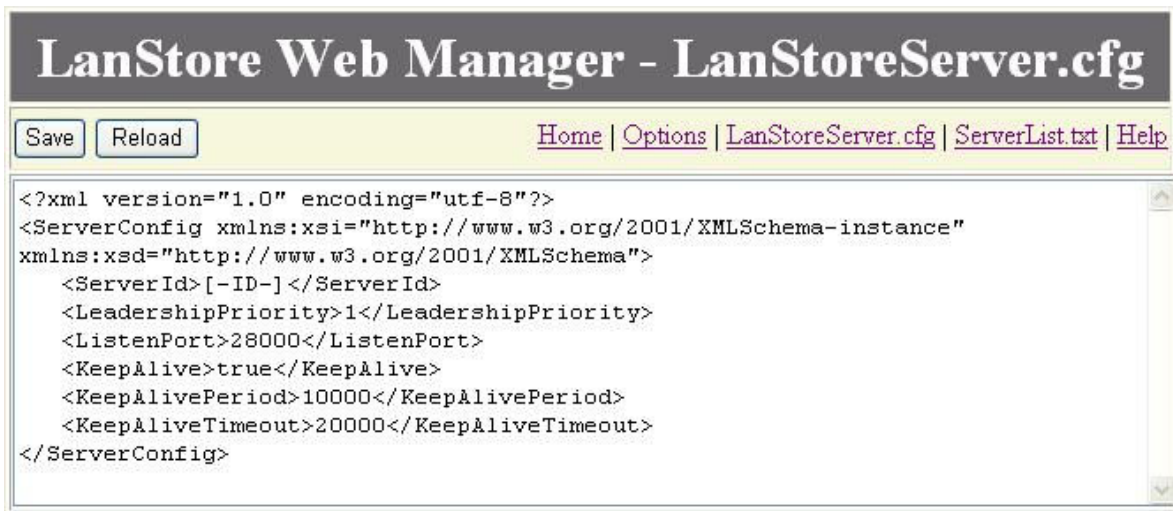 LanStore Web Manager - LanStoreServer.cfg
Save Reload Home | Options | LanStoreServer.cfg | ServerList.txt | Help
<?xml version="1.0" encoding="utf-8"?>
<ServerConfig xmlns:xsi="http://www.w3.org/2001/XMLSchema-instance"
xmlns:xsd="http://www.w3.org/2001/XMLSchema">
   <ServerId>[-ID-]</ServerId>
   <LeadershipPriority>1</LeadershipPriority>
   <ListenPort>28000</ListenPort>
   <KeepAlive>true</KeepAlive>
   <KeepAlivePeriod>10000</KeepAlivePeriod>
   <KeepAliveTimeout>20000</KeepAliveTimeout>
</ServerConfig>